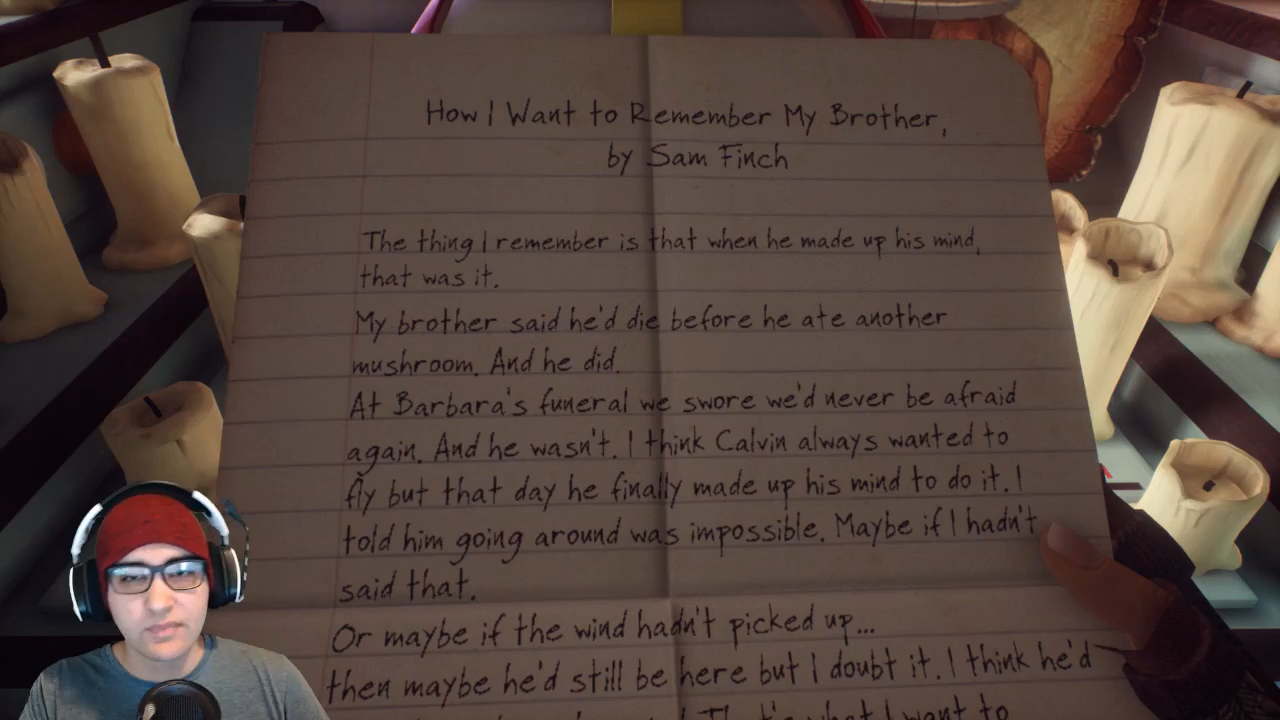 How I Want to Remember My Brother,
by Sam Finch
The thing I remember is that when he made up his mind,
that was it.
My brother said he'd die before he ate another
mushroom. And he did.
At Barbara's funeral we swore we'd never be afraid
again. And he wasn't. I think Calvin always wanted to
fly but that day he finally made up his mind to do it. I
told him going around was impossible. Maybe if I hadn't
said that.
Or maybe if the wind hadn't picked up...
then maybe he'd still be here but I doubt it. I think he'd
That's what I want to